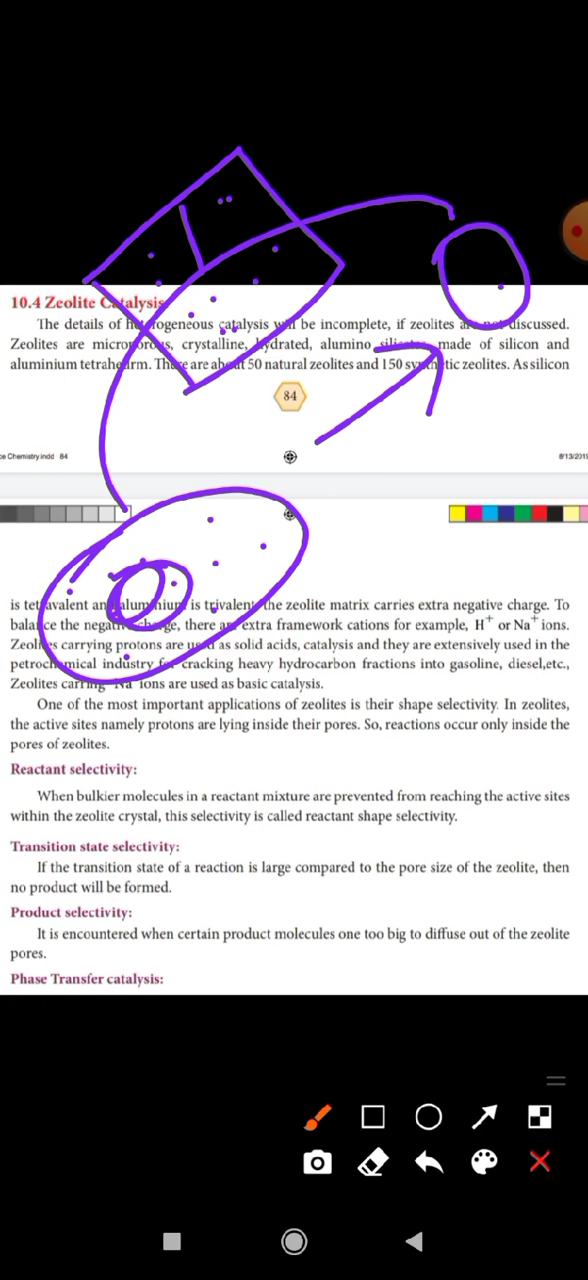 10.4 Zeolite Catalysis
The details of heterogeneous catalysis will be incomplete, if zeolites are not discussed.
Zeolites are microporous, crystalline, hydrated, alumino silicates, made of silicon and
aluminium tetrahedrm. There are about 50 natural zeolites and 150 synthetic zeolites. As silicon
84
ce Chemistry.indd 84
8/13/2019
is tetravalent and aluminium is trivalent, the zeolite matrix carries extra negative charge. To
balance the negative charge, there are extra framework cations for example, H+ or Na+ ions.
Zeolites carrying protons are used as solid acids, catalysis and they are extensively used in the
petrochemical industry for cracking heavy hydrocarbon fractions into gasoline, diesel,etc.,
Zeolites carring Na+ ions are used as basic catalysis.
One of the most important applications of zeolites is their shape selectivity. In zeolites,
the active sites namely protons are lying inside their pores. So, reactions occur only inside the
pores of zeolites.
Reactant selectivity:
When bulkier molecules in a reactant mixture are prevented from reaching the active sites
within the zeolite crystal, this selectivity is called reactant shape selectivity.
Transition state selectivity:
If the transition state of a reaction is large compared to the pore size of the zeolite, then
no product will be formed.
Product selectivity:
It is encountered when certain product molecules one too big to diffuse out of the zeolite
pores.
Phase Transfer catalysis: